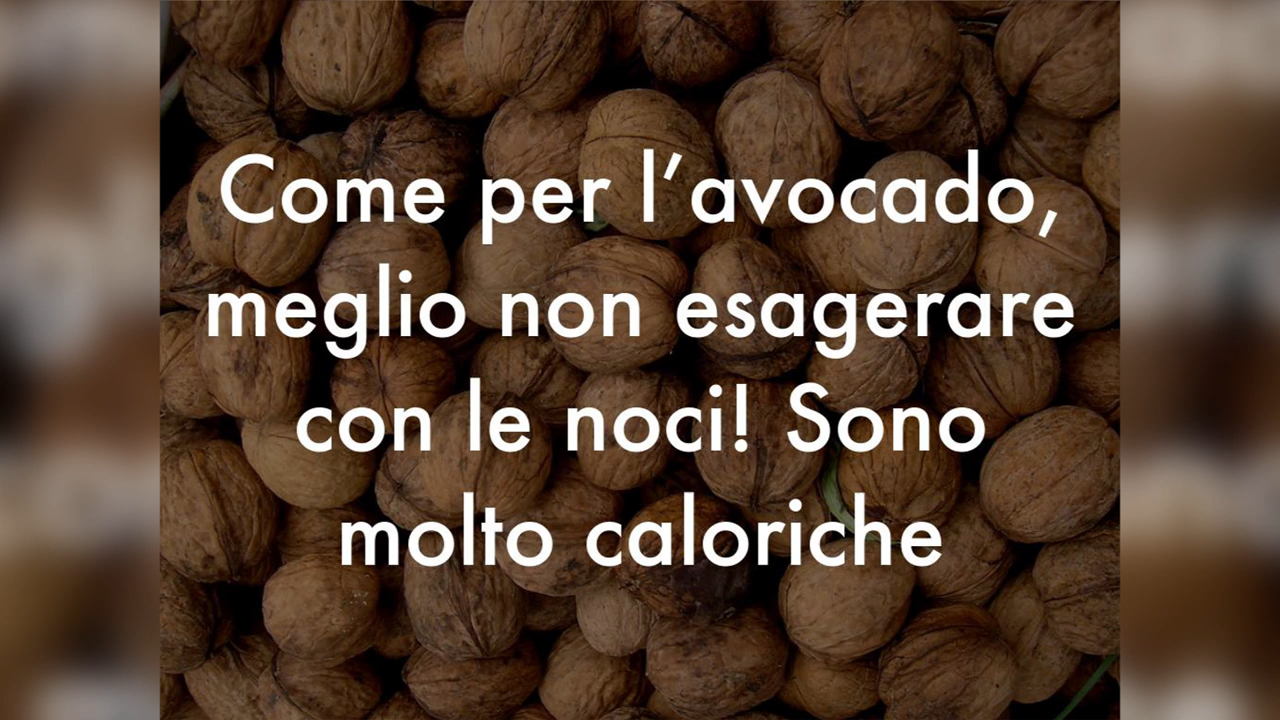 Come per l’avocado,
meglio non esagerare
con le noci! Sono
molto caloriche